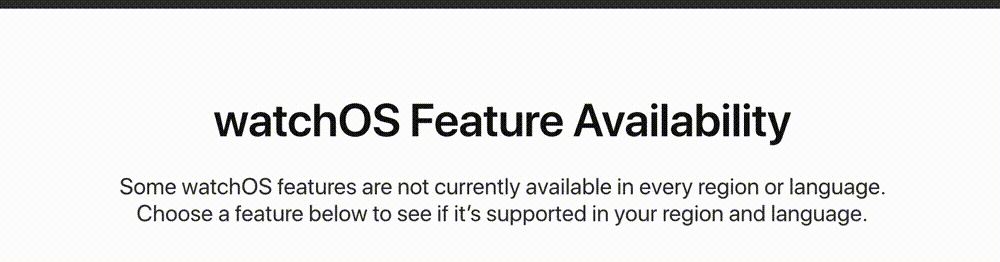 watchOS Feature Availability
Some watchOS features are not currently available in every region or language.
Choose a feature below to see if it’s supported in your region and language.